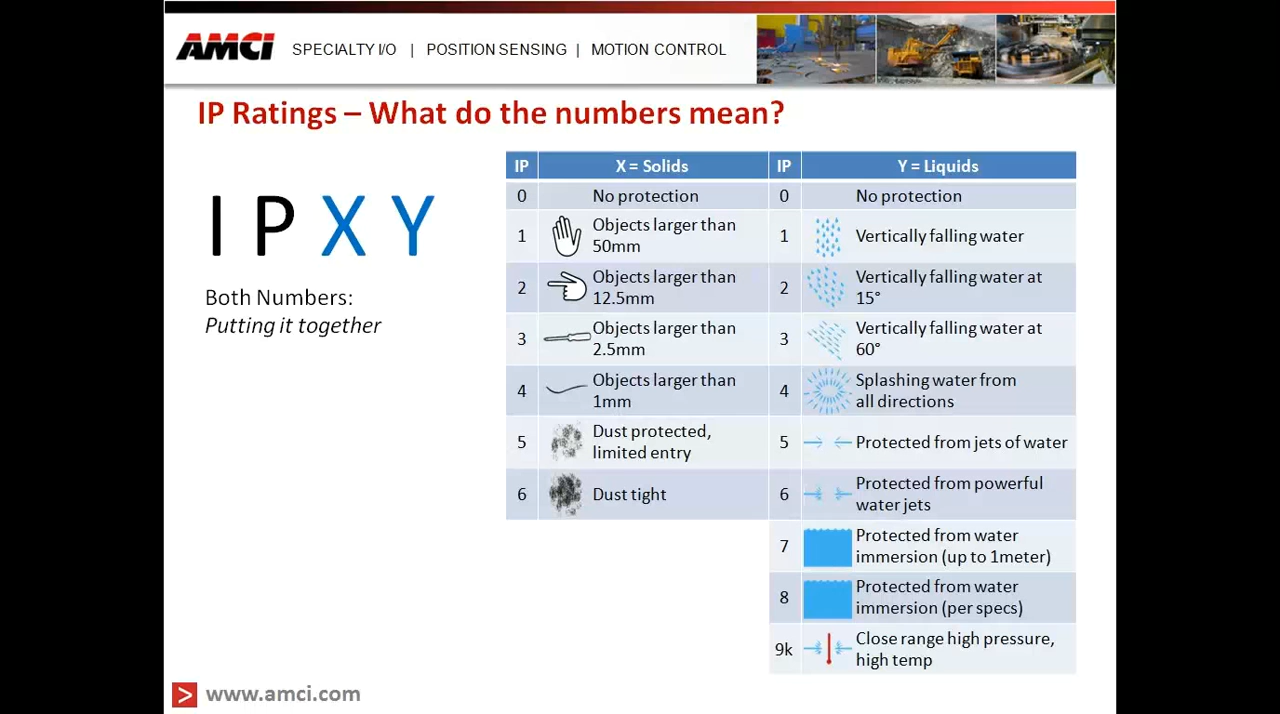 AMCI SPECIALTY I/O | POSITION SENSING | MOTION CONTROL
IP Ratings – What do the numbers mean?
I P X Y
Both Numbers:
Putting it together
IP X = Solids IP Y = Liquids
0 No protection 0 No protection
1 Objects larger than
50mm
1 Vertically falling water
2 Objects larger than
12.5mm
2 Vertically falling water at
15°
3 Objects larger than
2.5mm
3 Vertically falling water at
60°
4 Objects larger than
1mm
4 Splashing water from
all directions
5 Dust protected,
limited entry
5 Protected from jets of water
6 Dust tight
6 Protected from powerful
water jets
7 Protected from water
immersion (up to 1meter)
8 Protected from water
immersion (per specs)
9k Close range high pressure,
high temp
> www.amci.com